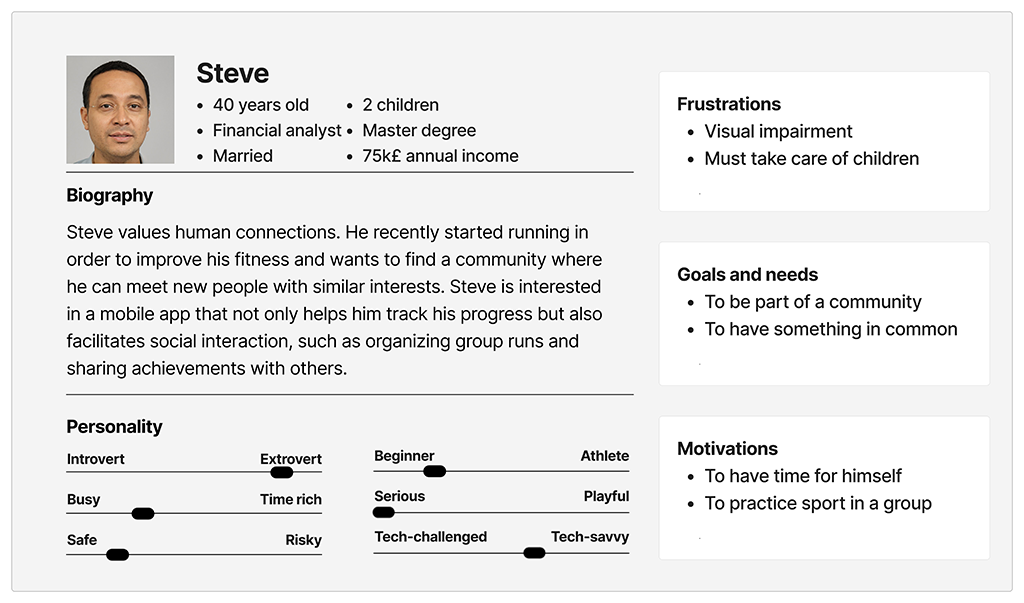 Steve
• 40 years old
• Financial analyst
• Married
• 2 children
• Master degree
• 75k£ annual income
Biography
Steve values human connections. He recently started running in
order to improve his fitness and wants to find a community where
he can meet new people with similar interests. Steve is interested
in a mobile app that not only helps him track his progress but also
facilitates social interaction, such as organizing group runs and
sharing achievements with others.
Personality
Introvert Extrovert
Busy Time rich
Safe Risky
Beginner Athlete
Serious Playful
Tech-challenged Tech-savvy
Frustrations
• Visual impairment
• Must take care of children
Goals and needs
• To be part of a community
• To have something in common
Motivations
• To have time for himself
• To practice sport in a group